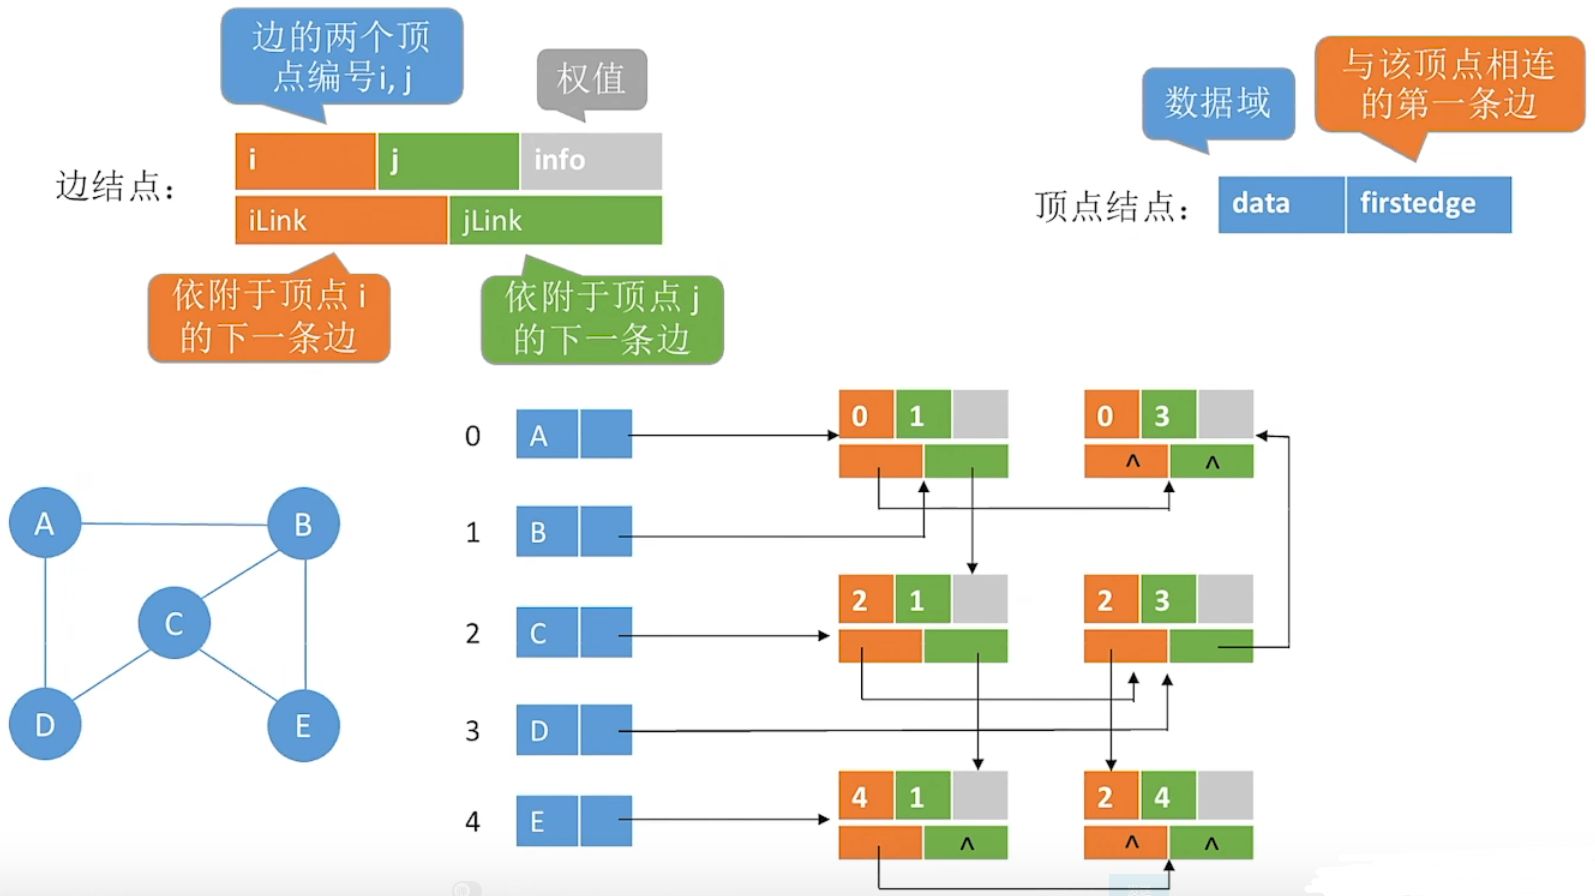 边的两个顶
点编号i, j
权值
数据域
与该顶点相连
的第一条边
边结点：
i j info
iLink jLink
顶点结点：
data firstedge
依附于顶点 i
的下一条边
依附于顶点 j
的下一条边
0 A
0 1
0 3
^ ^
A B
1 B
C
2 C
2 1
2 3
D E
3 D
4 E
4 1
2 4
^
^ ^